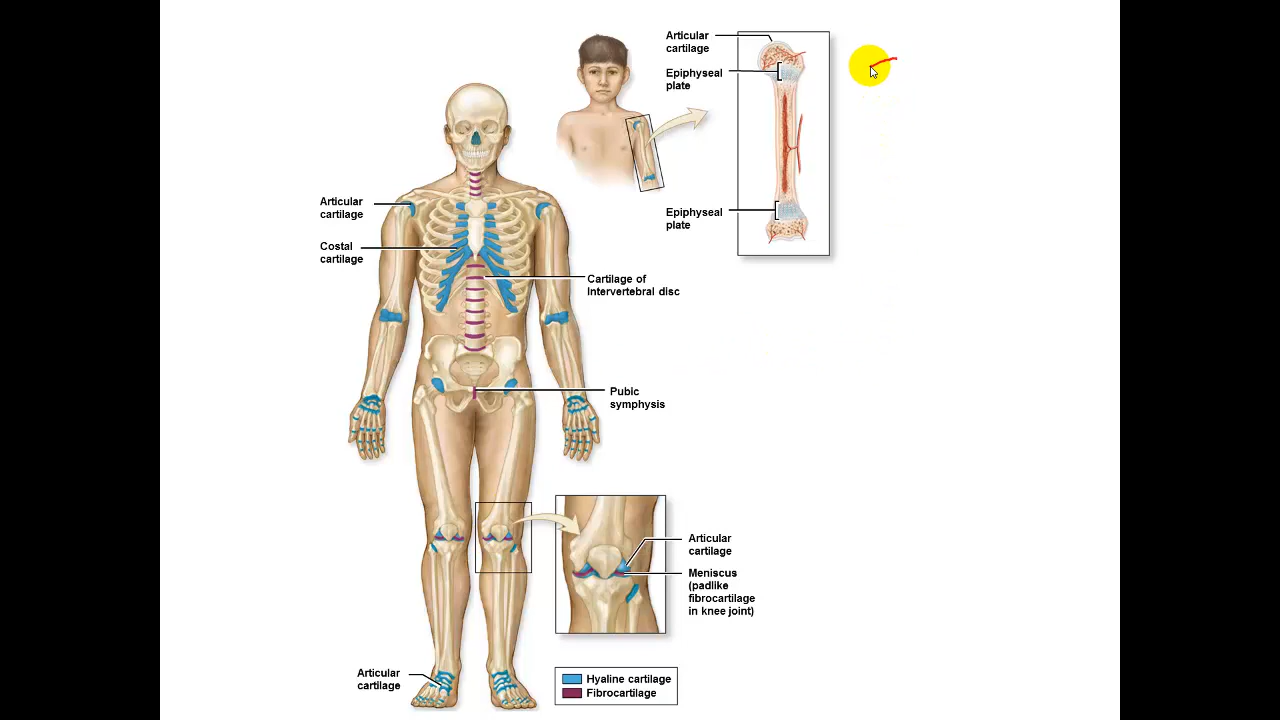 Articular
cartilage
Epiphyseal
plate
Epiphyseal
plate
Articular
cartilage
Costal
cartilage
Cartilage of
Intervertebral disc
Pubic
symphysis
Articular
cartilage
Meniscus
(padlike
fibrocartilage
in knee joint)
Articular
cartilage
Hyaline cartilage
Fibrocartilage